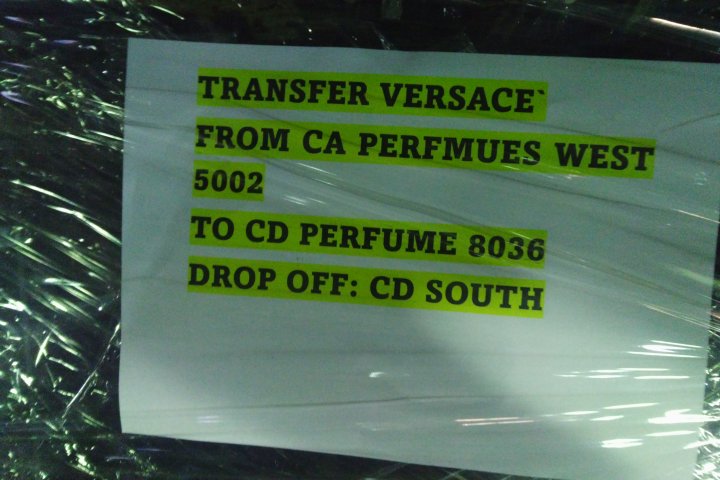 TRANSFER VERSACE`
FROM CA PERFMUES WEST
5002
TO CD PERFUME 8036
DROP OFF: CD SOUTH